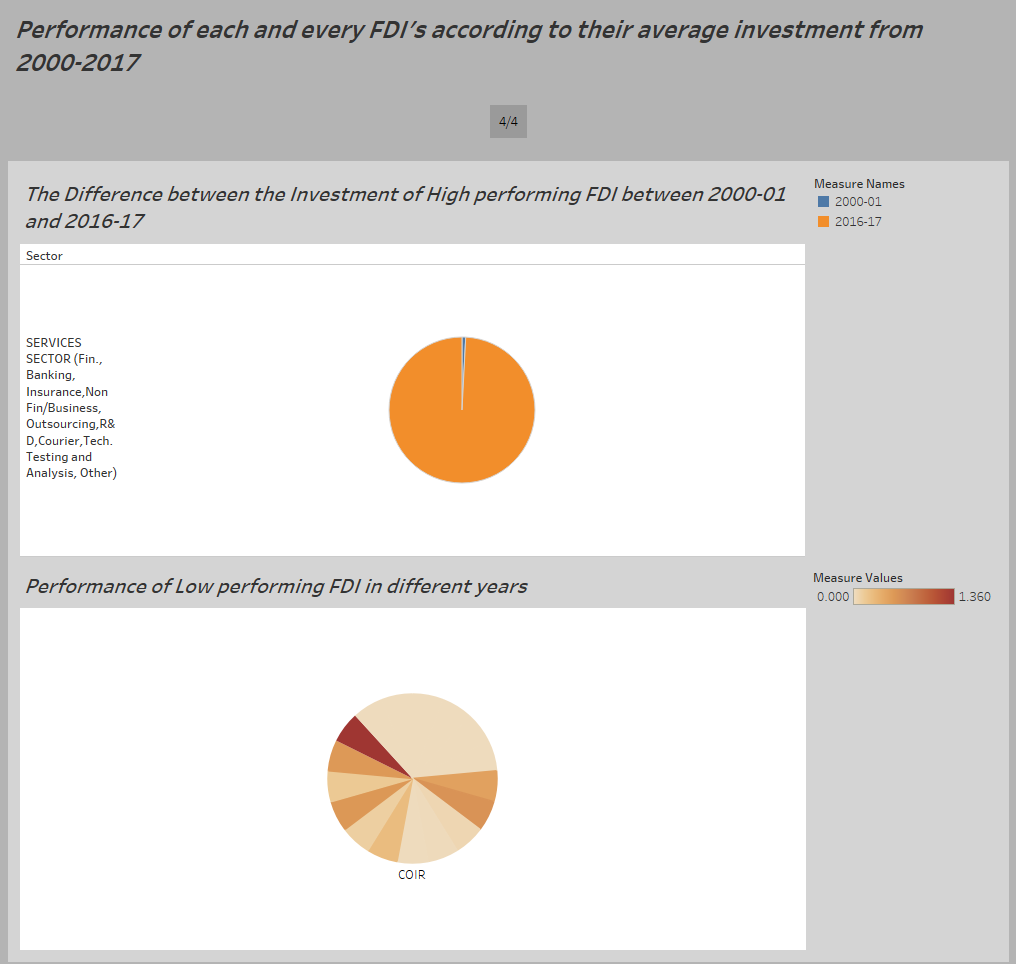 Performance of each and every FDI's according to their average investment from
2000-2017
4/4
The Difference between the Investment of High performing FDI between 2000-01
and 2016-17
Measure Names
2000-01
2016-17
Sector
SERVICES
SECTOR (Fin.,
Banking,
Insurance,Non
Fin/Business,
Outsourcing,R&
D,Courier,Tech.
Testing and
Analysis, Other)
Performance of Low performing FDI in different years
Measure Values
0.000 1.360
COIR